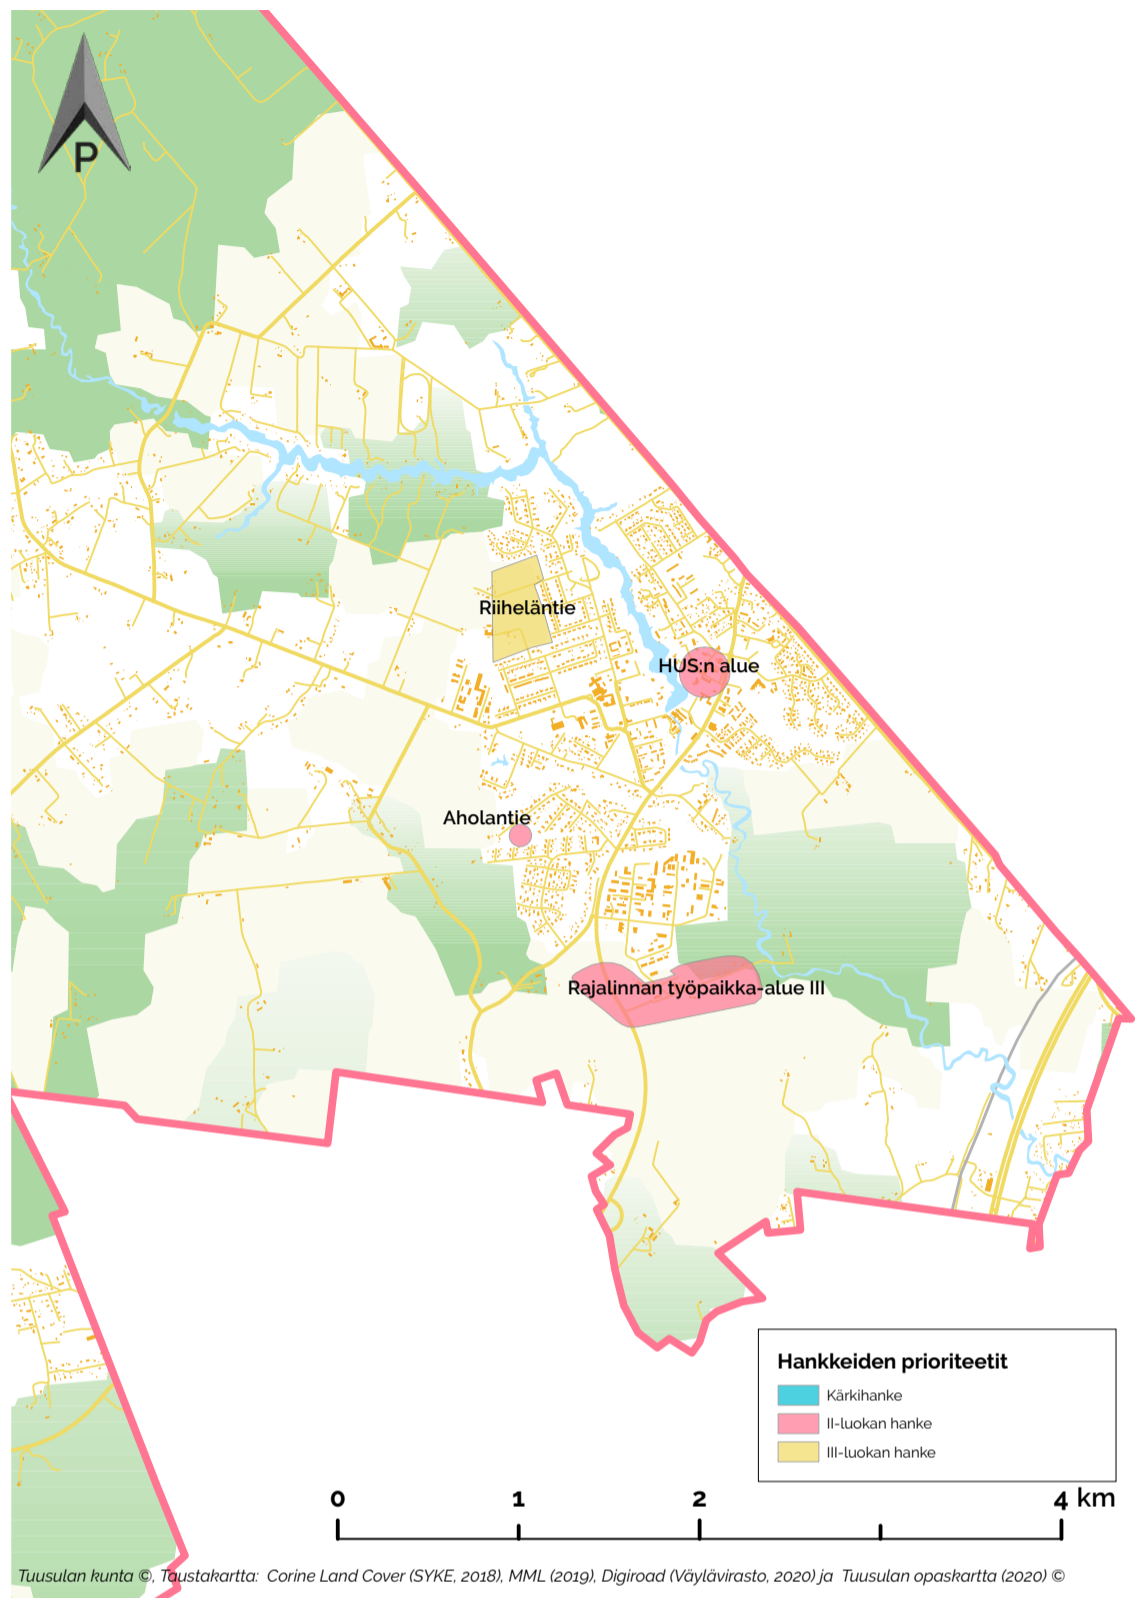 P
Riiheläntie
HUS:n alue
Aholantie
Rajalinnan työpaikka-alue III
Hankkeiden prioriteetit
Kärkihanke
II-luokan hanke
III-luokan hanke
0 1 2 4 km
Tuusulan kunta ©, Taustakartta: Corine Land Cover (SYKE, 2018), MML (2019), Digiroad (Väylävirasto, 2020) ja Tuusulan opaskartta (2020) ©